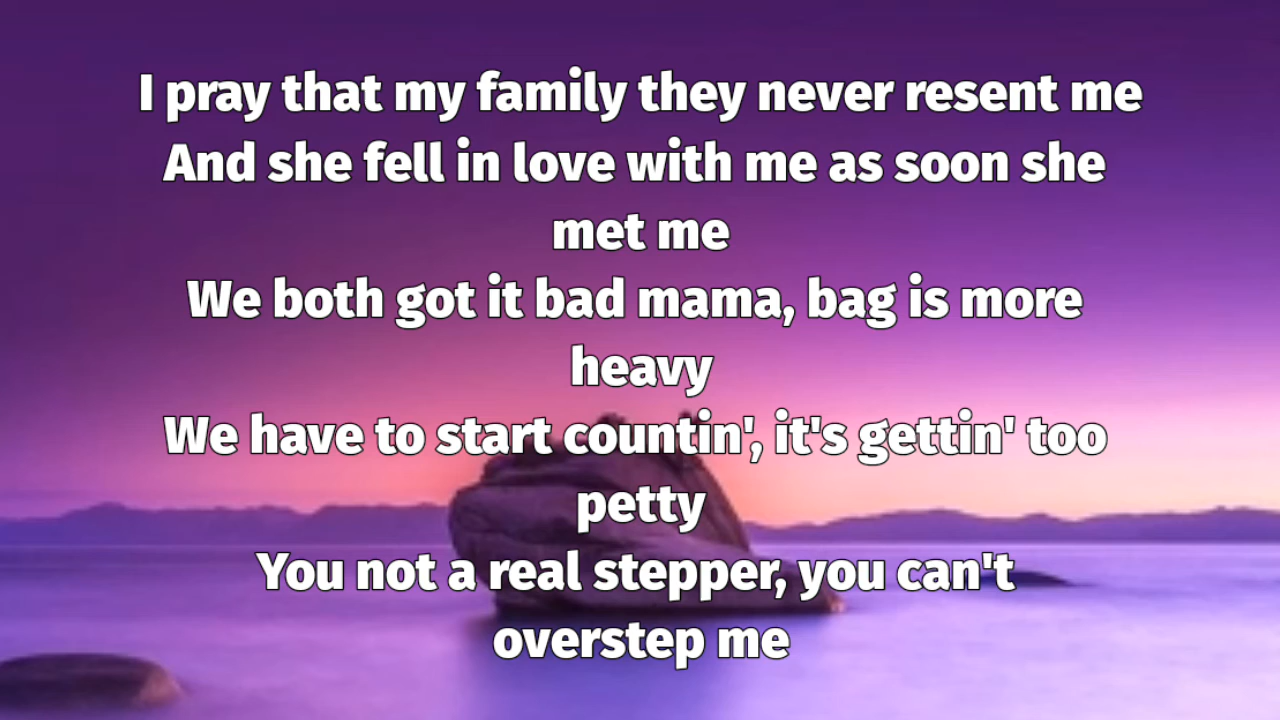 I pray that my family they never resent me
And she fell in love with me as soon she
met me
We both got it bad mama, bag is more
heavy
We have to start countin', it's gettin' too
petty
You not a real stepper, you can't
overstep me